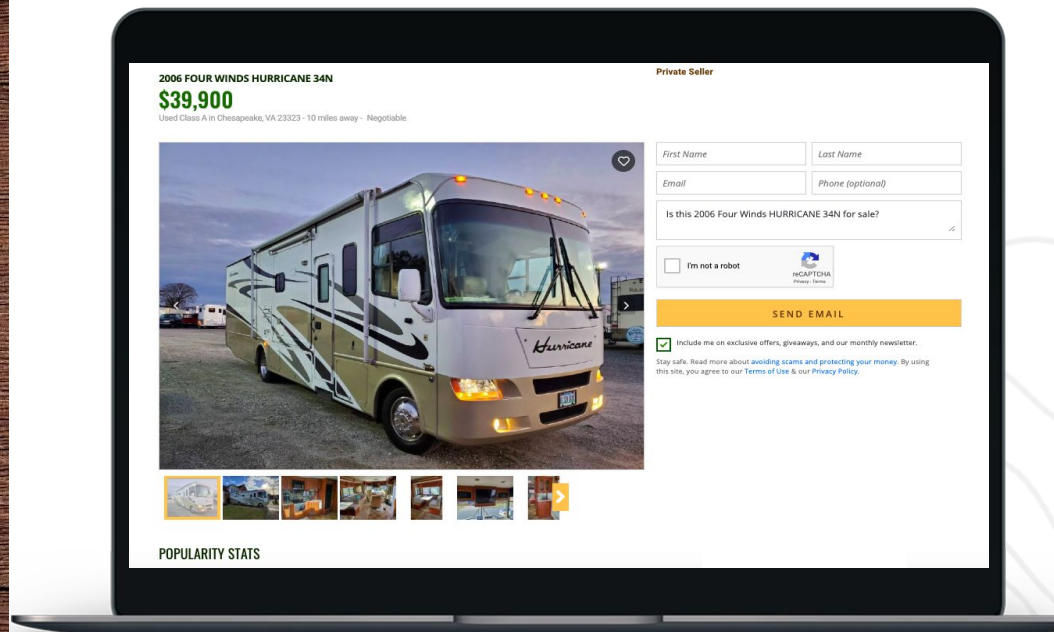 2006 FOUR WINDS HURRICANE 34N
$39,900
Used Class A in Chesapeake, VA 23323 - 10 miles away - Negotiable
Private Seller
First Name
Last Name
Email
Phone (optional)
Is this 2006 Four Winds HURRICANE 34N for sale?
I'm not a robot
reCAPTCHA
Privacy - Terms
SEND EMAIL
Include me on exclusive offers, giveaways, and our monthly newsletter.
Stay safe. Read more about avoiding scams and protecting your money. By using
this site, you agree to our Terms of Use & our Privacy Policy.
Hurricane
POPULARITY STATS